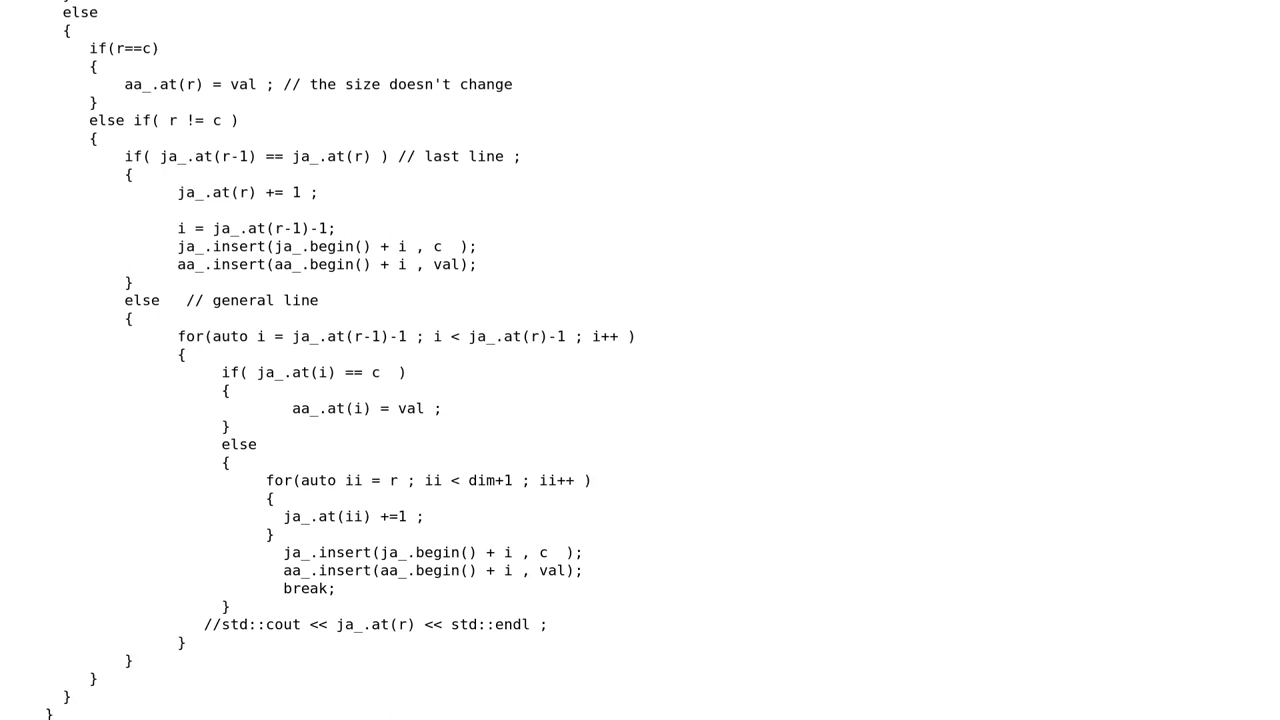 else
{
if(r==c)
{
aa_.at(r) = val ; // the size doesn't change
}
else if( r != c )
{
if( ja_.at(r-1) == ja_.at(r) ) // last line ;
{
ja_.at(r) += 1 ;
i = ja_.at(r-1)-1;
ja_.insert(ja_.begin() + i , c  );
aa_.insert(aa_.begin() + i , val);
}
else   // general line
{
for(auto i = ja_.at(r-1)-1 ; i < ja_.at(r)-1 ; i++ )
{
if( ja_.at(i) == c  )
{
aa_.at(i) = val ;
}
else
{
for(auto ii = r ; ii < dim+1 ; ii++ )
{
ja_.at(ii) +=1 ;
}
ja_.insert(ja_.begin() + i , c  );
aa_.insert(aa_.begin() + i , val);
break;
}
//std::cout << ja_.at(r) << std::endl ;
}
}
}
}
}